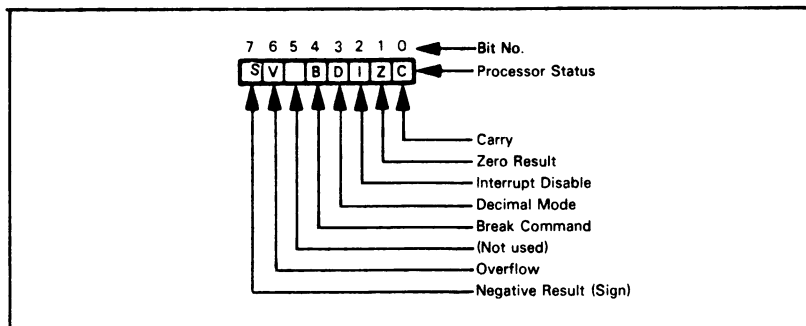 7 6 5 4 3 2 1 0 Bit No.
S V B D I Z C Processor Status
Carry
Zero Result
Interrupt Disable
Decimal Mode
Break Command
(Not used)
Overflow
Negative Result (Sign)